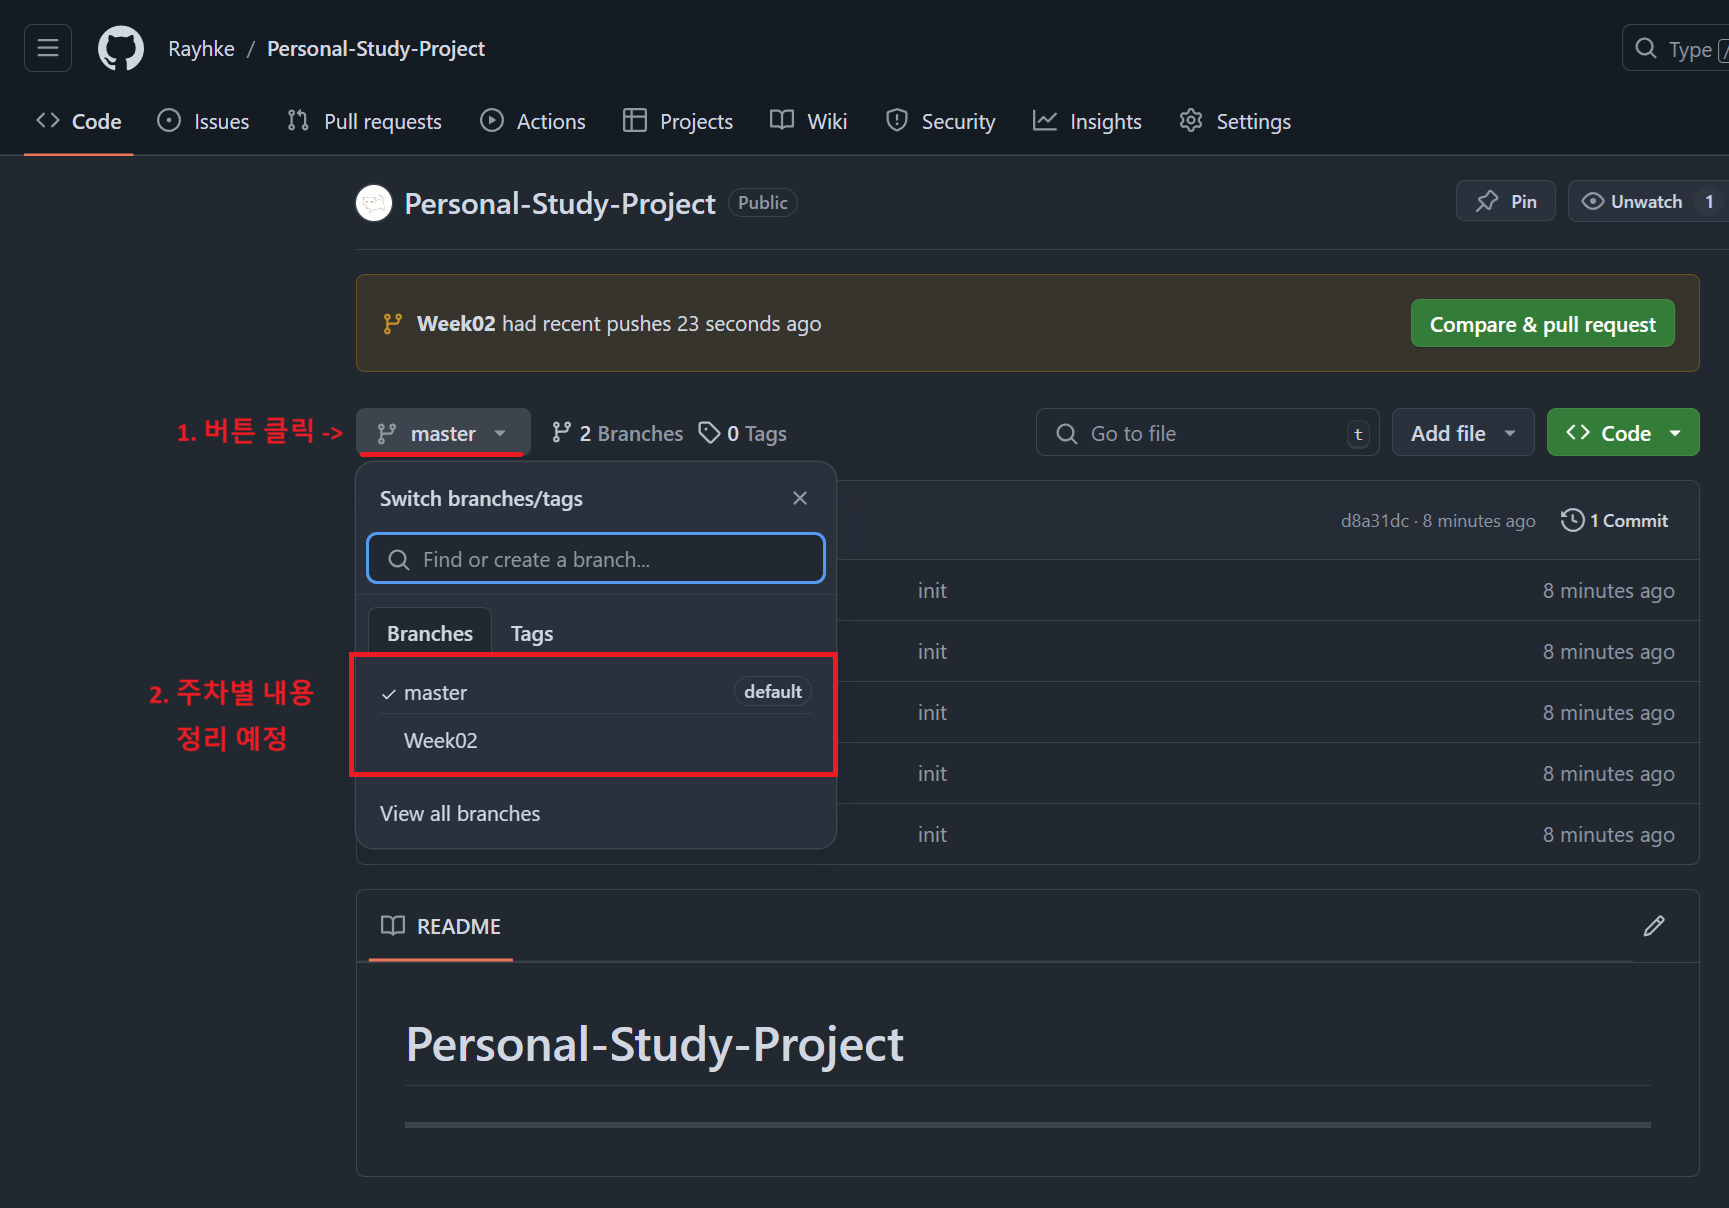 Rayhke / Personal-Study-Project
Type /
Code Issues Pull requests Actions Projects Wiki Security Insights Settings
Personal-Study-Project Public
Pin Unwatch 1
Week02 had recent pushes 23 seconds ago
Compare & pull request
1. 버튼 클릭 ->
master 2 Branches 0 Tags
Go to file t
Add file
Code
Switch branches/tags
d8a31dc · 8 minutes ago 1 Commit
Find or create a branch...
init 8 minutes ago
Branches Tags
init 8 minutes ago
2. 주차별 내용
정리 예정
master default
init 8 minutes ago
Week02
init 8 minutes ago
View all branches
init 8 minutes ago
README
Personal-Study-Project